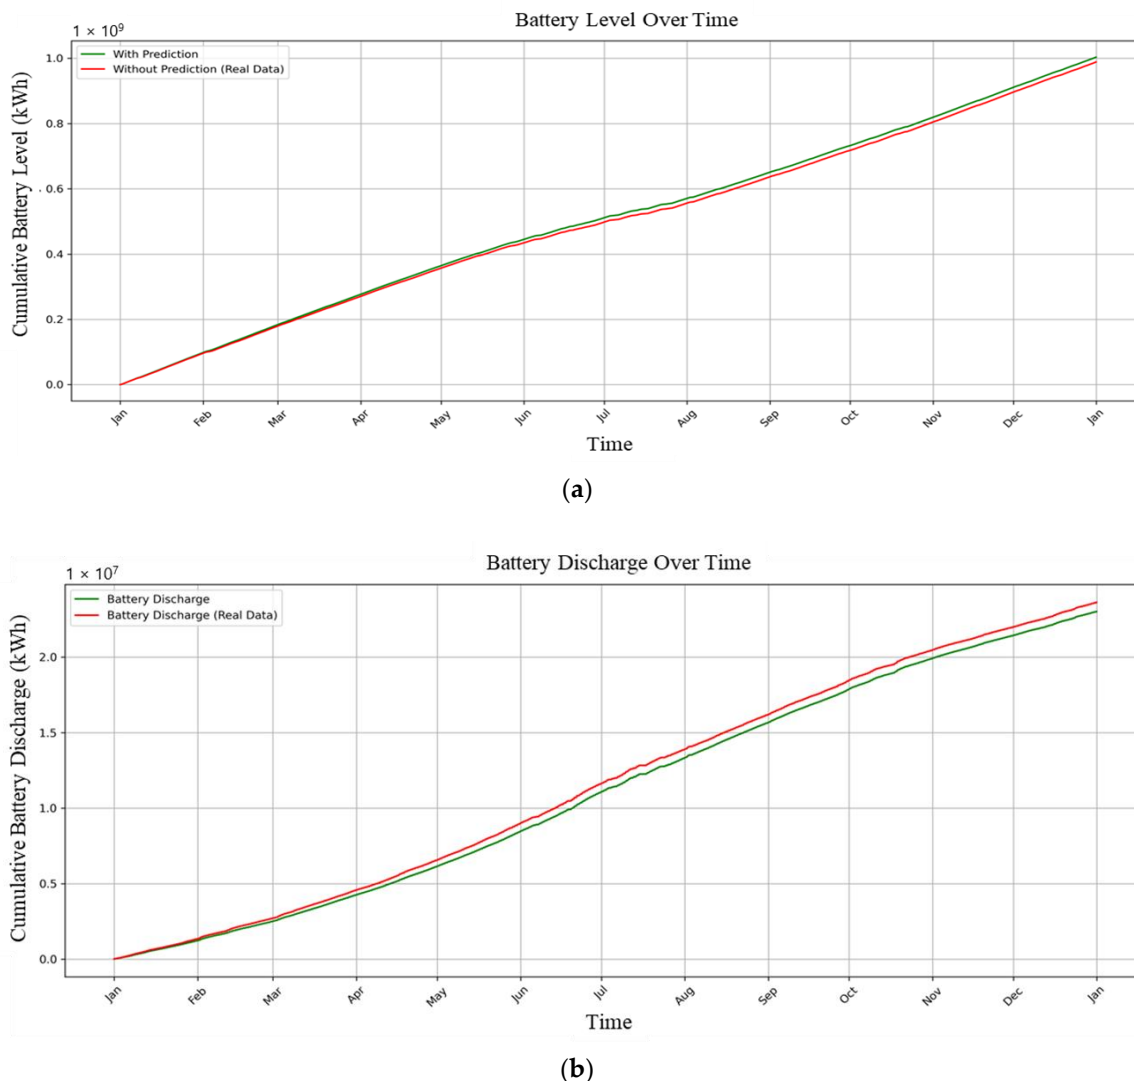 Battery Level Over Time
1 × 10⁹
With Prediction
Without Prediction (Real Data)
Cumulative Battery Level (kWh)
1.0
0.8
0.6
0.4
0.2
0.0
Jan Feb Mar Apr May Jun Jul Aug Sep Oct Nov Dec Jan
Time
(a)
Battery Discharge Over Time
1 × 10⁷
Battery Discharge
Battery Discharge (Real Data)
Cumulative Battery Discharge (kWh)
2.0
1.5
1.0
0.5
0.0
Jan Feb Mar Apr May Jun Jul Aug Sep Oct Nov Dec Jan
Time
(b)